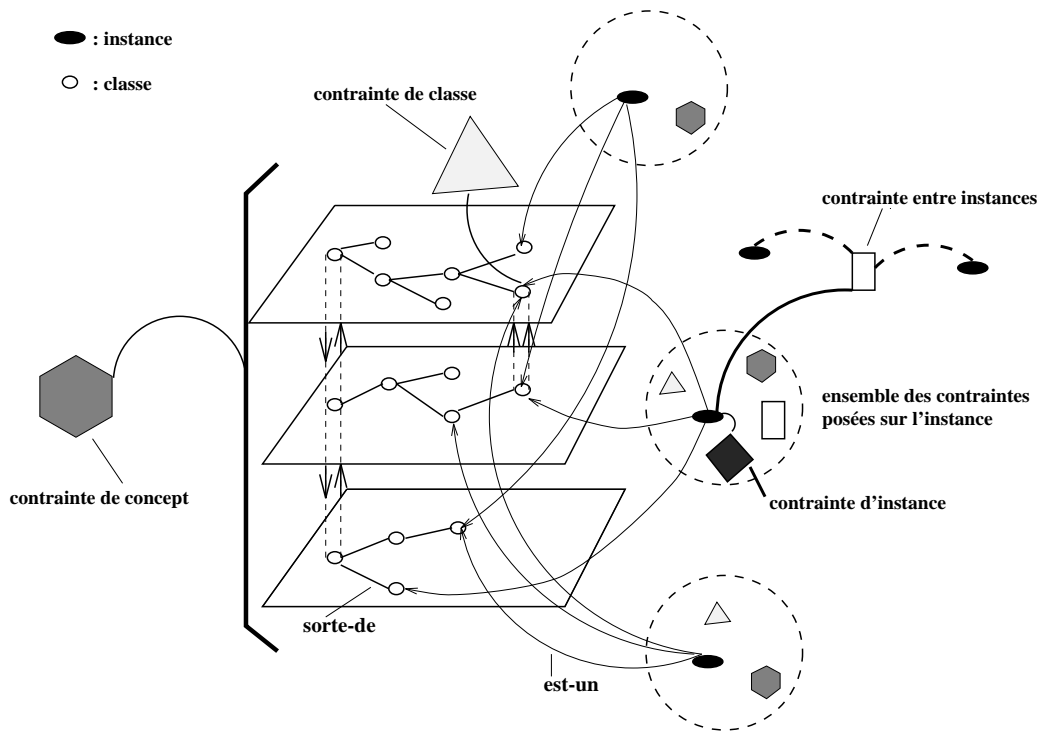 : instance
: classe
contrainte de classe
contrainte entre instances
ensemble des contraintes
posées sur l'instance
contrainte de concept
contrainte d'instance
sorte-de
est-un